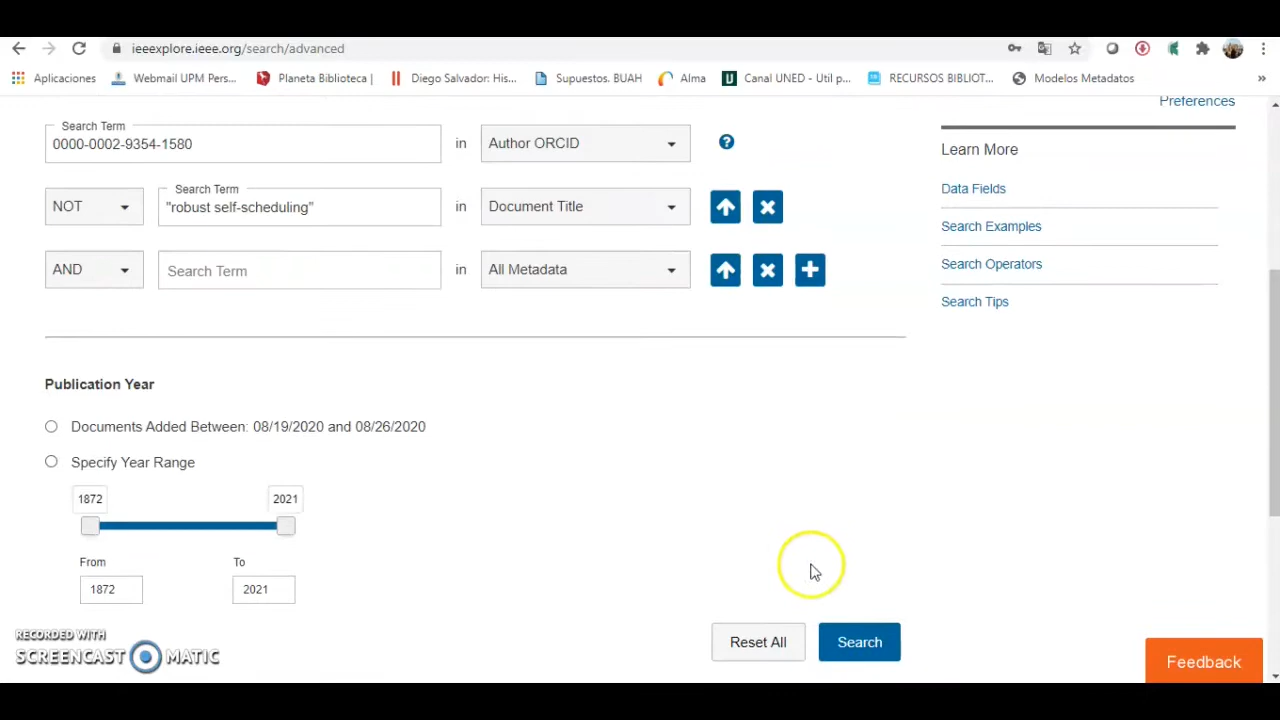 ieeexplore.ieee.org/search/advanced
Aplicaciones Webmail UPM Pers... Planeta Biblioteca | Diego Salvador: His... Supuestos. BUAH Alma Canal UNED - Util p... RECURSOS BIBLIOT... Modelos Metadatos »
Preferences
Search Term
0000-0002-9354-1580 in Author ORCID ?
Learn More
NOT Search Term
"robust self-scheduling" in Document Title
Data Fields
Search Examples
AND Search Term in All Metadata
Search Operators
Search Tips
Publication Year
Documents Added Between: 08/19/2020 and 08/26/2020
Specify Year Range
1872 2021
From To
1872 2021
RECORDED WITH
SCREENCAST MATIC
Reset All Search
Feedback